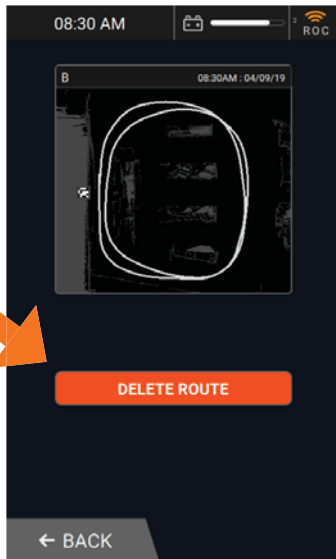 08:30 AM
2
ROC
B 08:30AM : 04/09/19
DELETE ROUTE
← BACK